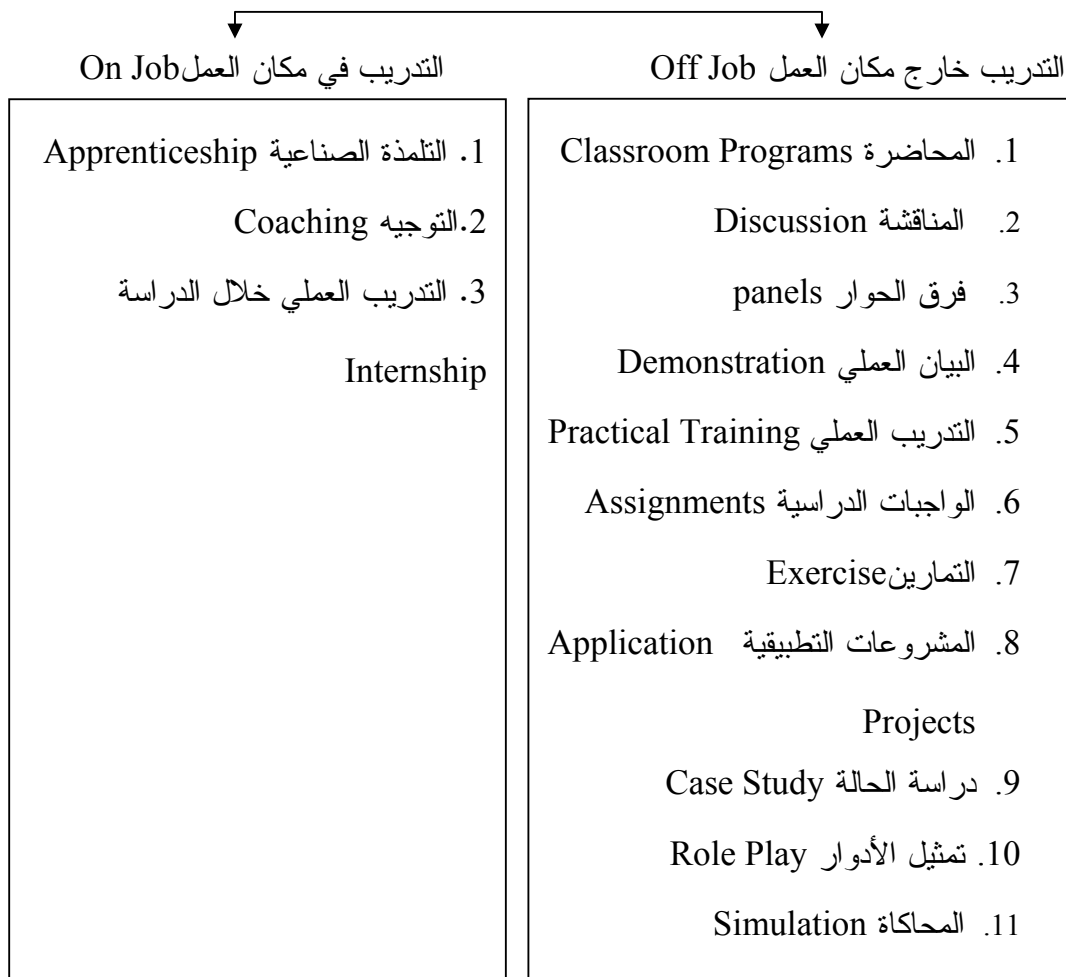 التدريب خارج مكان العمل Off Job
1. المحاضرة Classroom Programs
2. المناقشة Discussion
3. فرق الحوار panels
4. البيان العملي Demonstration
5. التدريب العملي Practical Training
6. الواجبات الدراسية Assignments
7. التمارينExercise
8. المشروعات التطبيقية Application
Projects
9. دراسة الحالة Case Study
10. تمثيل الأدوار Role Play
11. المحاكاة Simulation
التدريب في مكان العملOn Job
1. التلمذة الصناعية Apprenticeship
2.التوجيه Coaching
3. التدريب العملي خلال الدراسة
Internship